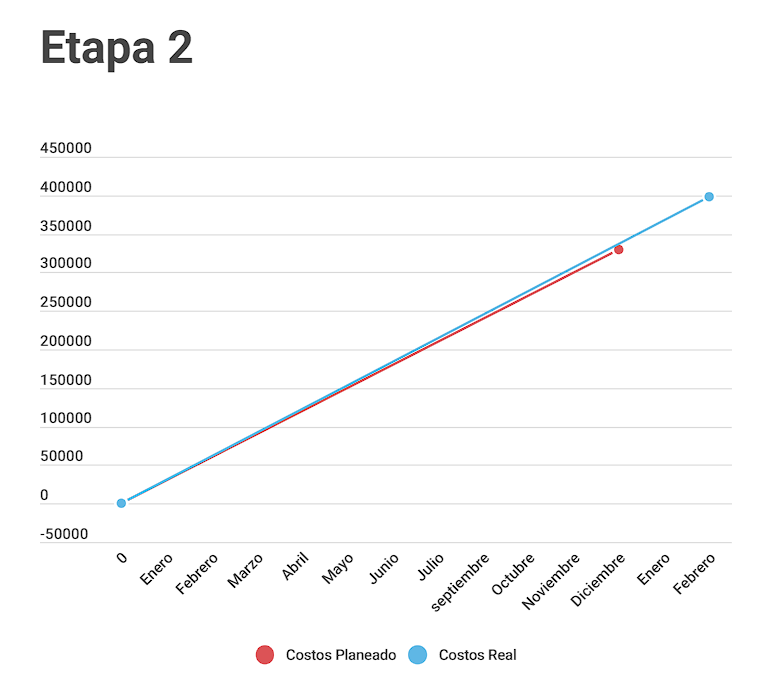 Etapa 2
450000
400000
350000
300000
250000
200000
150000
100000
50000
0
-50000
0
Enero
Febrero
Marzo
Abril
Mayo
Junio
Julio
septiembre
Octubre
Noviembre
Diciembre
Enero
Febrero
Costos Planeado
Costos Real